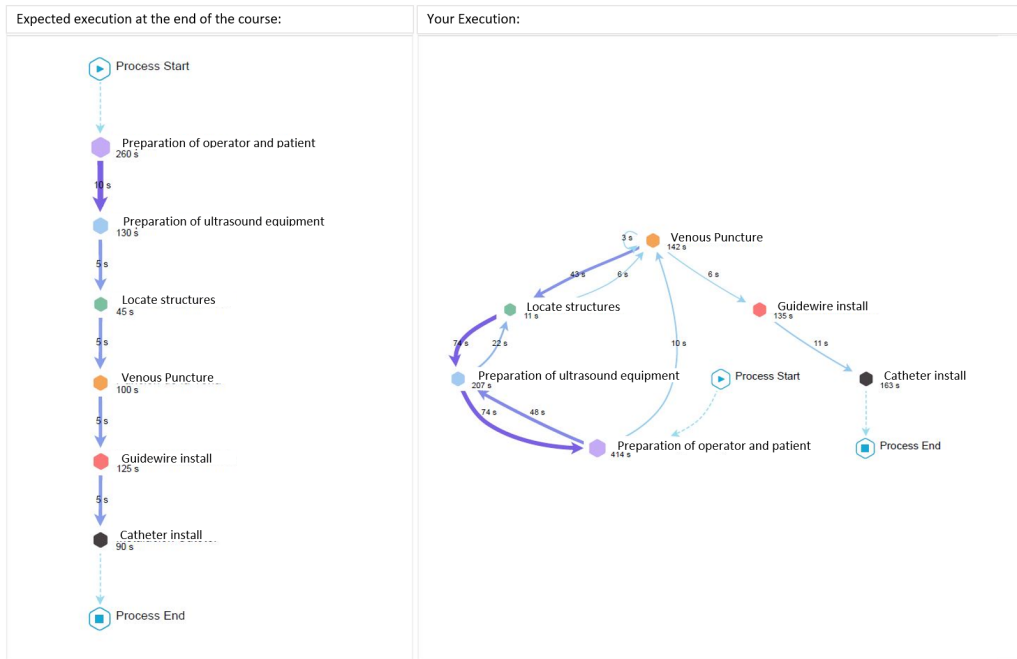 Expected execution at the end of the course:
Process Start
Preparation of operator and patient
260 s
10 s
Preparation of ultrasound equipment
130 s
5 s
Locate structures
45 s
5 s
Venous Puncture
100 s
5 s
Guidewire install
125 s
5 s
Catheter install
90 s
Process End
Your Execution:
3 s
Venous Puncture
142 s
43 s
6 s
6 s
Locate structures
11 s
Guidewire install
135 s
74 s
22 s
10 s
11 s
Preparation of ultrasound equipment
207 s
Process Start
Catheter install
163 s
74 s
48 s
Preparation of operator and patient
414 s
Process End